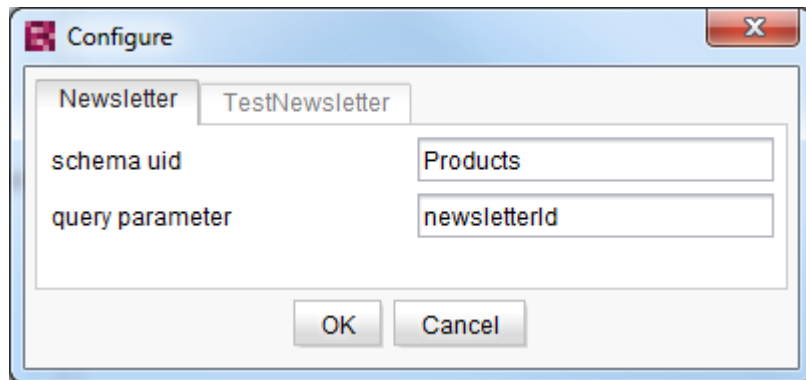 Configure
Newsletter TestNewsletter
schema uid Products
query parameter newsletterId
OK Cancel